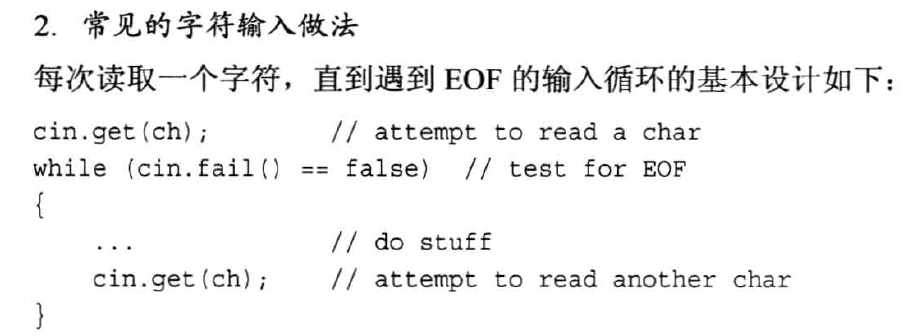 2. 常见的字符输入做法
每次读取一个字符，直到遇到 EOF 的输入循环的基本设计如下：
cin.get(ch);          // attempt to read a char
while (cin.fail() == false)  // test for EOF
{
    ...               // do stuff
    cin.get(ch);      // attempt to read another char
}